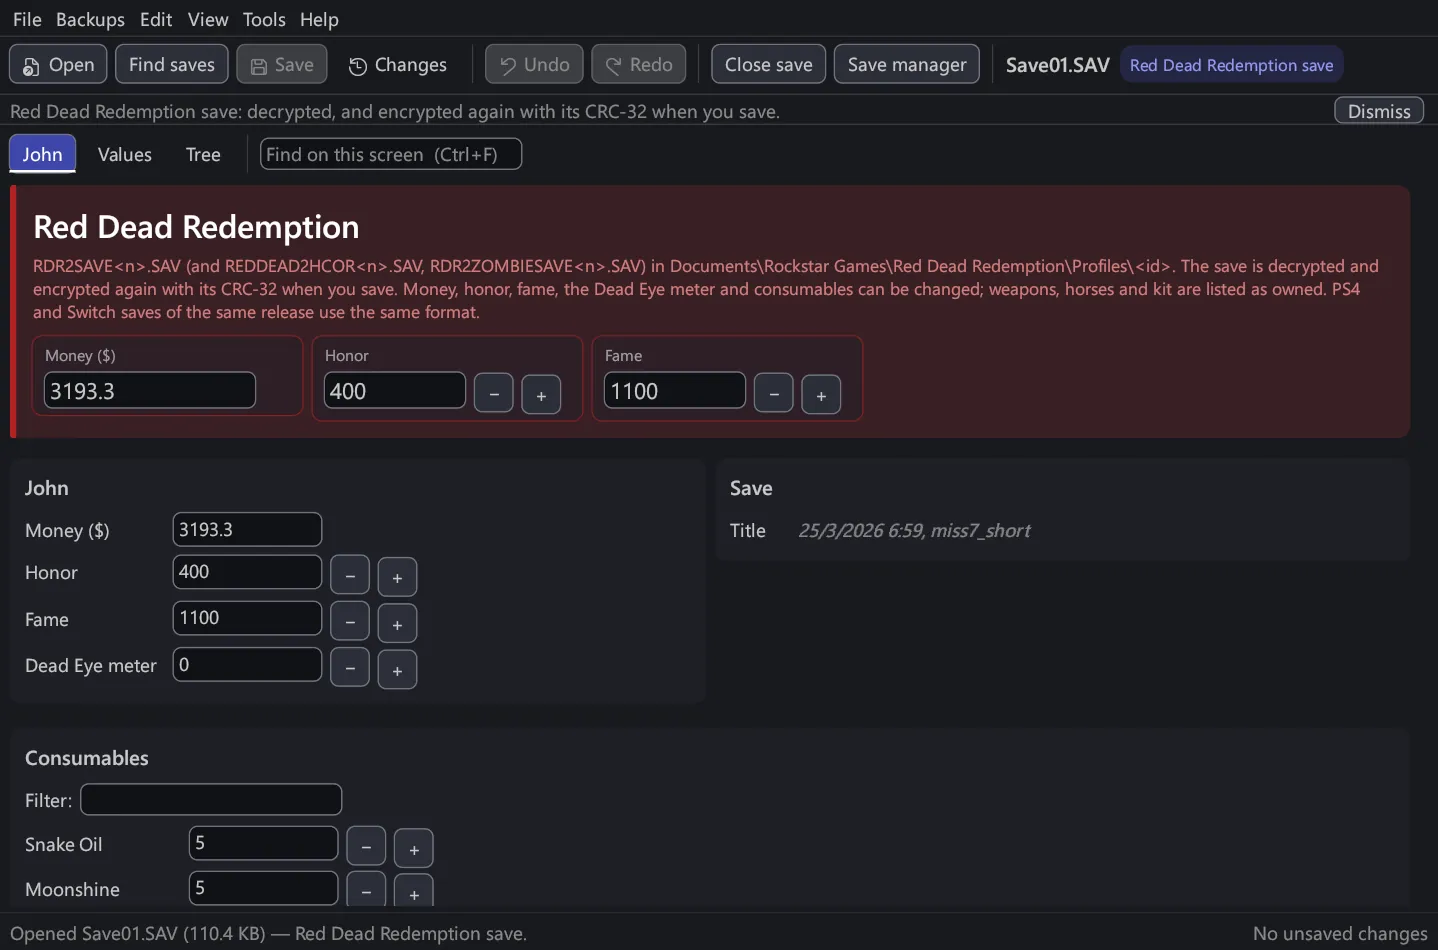 File Backups Edit View Tools Help
Open Find saves Save Changes Undo Redo Close save Save manager Save01.SAV Red Dead Redemption save
Red Dead Redemption save: decrypted, and encrypted again with its CRC-32 when you save. Dismiss
John Values Tree Find on this screen (Ctrl+F)
Red Dead Redemption
RDR2SAVE<n>.SAV (and REDDEAD2HCOR<n>.SAV, RDR2ZOMBIESAVE<n>.SAV) in Documents\Rockstar Games\Red Dead Redemption\Profiles\<id>. The save is decrypted and
encrypted again with its CRC-32 when you save. Money, honor, fame, the Dead Eye meter and consumables can be changed; weapons, horses and kit are listed as owned. PS4
and Switch saves of the same release use the same format.
Money ($) Honor Fame
3193.3 400 − + 1100 − +
John Save
Money ($) 3193.3 Title 25/3/2026 6:59, miss7_short
Honor 400 − +
Fame 1100 − +
Dead Eye meter 0 − +
Consumables
Filter:
Snake Oil 5 − +
Moonshine 5 − +
Opened Save01.SAV (110.4 KB) — Red Dead Redemption save. No unsaved changes